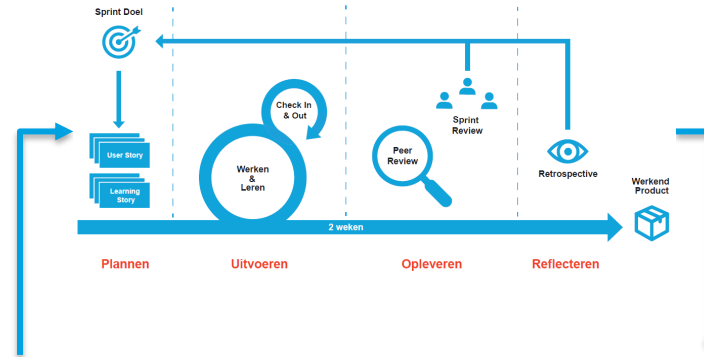 Sprint Doel
User Story
Learning
Story
Check In
& Out
Werken
&
Leren
Peer
Review
Sprint
Review
Retrospective
Werkend
Product
2 weken
Plannen
Uitvoeren
Opleveren
Reflecteren